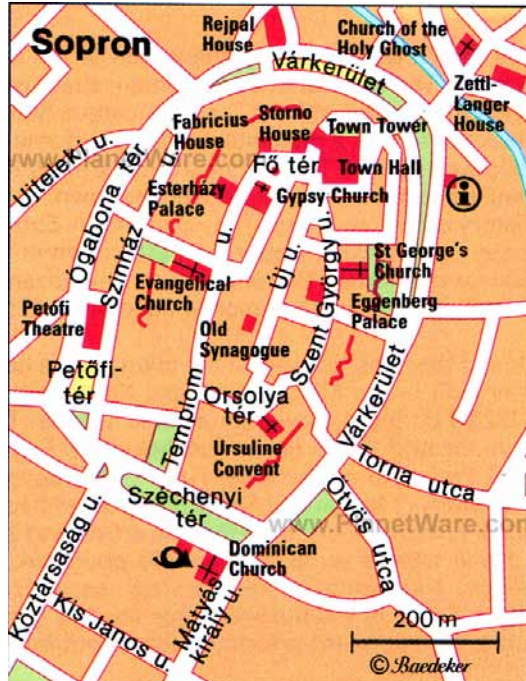 Sopron
Rejpal
House
Church of the
Holy Ghost
Várkerület
Zettl-
Langer
House
Fabricius
House
Storno
House
Town Tower
www.PlanetWare.com
Fő tér
Town Hall
Ujteleki u.
Esterházy
Palace
Gypsy Church
Ógabona tér
Színház
u.
u.
Új u.
Szent György u.
St George's
Church
Evangelical
Church
Eggenberg
Palace
Petőfi
Theatre
Old
Synagogue
Petőfi-
tér
Várkerület
Templom
Orsolya
tér
Ursuline
Convent
Torna utca
Széchenyi
tér
Ötvös utca
www.PlanetWare.com
Dominican
Church
Köztársaság u.
Mátyás
király u.
Kis János u.
200 m
© Baedeker